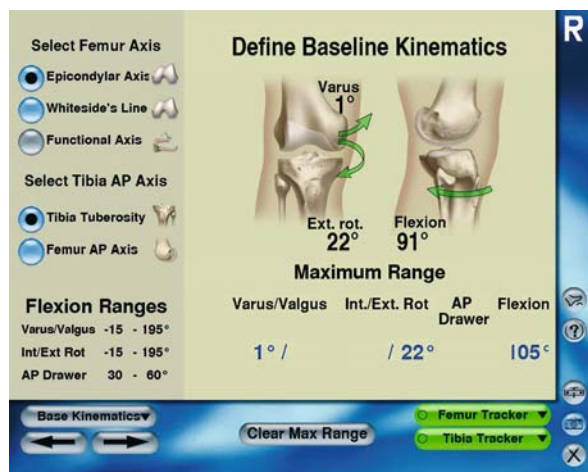 R
Select Femur Axis
Epicondylar Axis
Whiteside's Line
Functional Axis
Select Tibia AP Axis
Tibia Tuberosity
Femur AP Axis
Flexion Ranges
Varus/Valgus -15 - 195°
Int/Ext Rot -15 - 195°
AP Drawer 30 - 60°
Define Baseline Kinematics
Varus
1°
Ext. rot.
22°
Flexion
91°
Maximum Range
Varus/Valgus Int./Ext. Rot AP Drawer Flexion
1° / / 22° 105°
?
Base Kinematics
Clear Max Range
Femur Tracker
Tibia Tracker
X